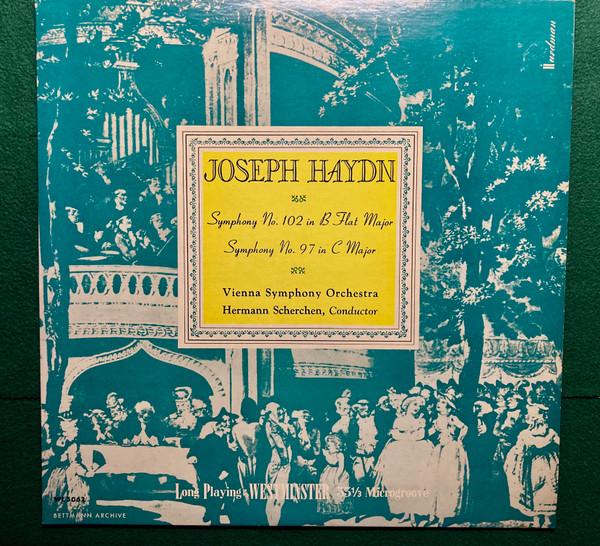 JOSEPH HAYDN
Symphony No. 102 in B Flat Major
Symphony No. 97 in C Major
Vienna Symphony Orchestra
Hermann Scherchen, Conductor
Long Playing WESTMINSTER 33⅓ Microgroove
BETTMANN ARCHIVE